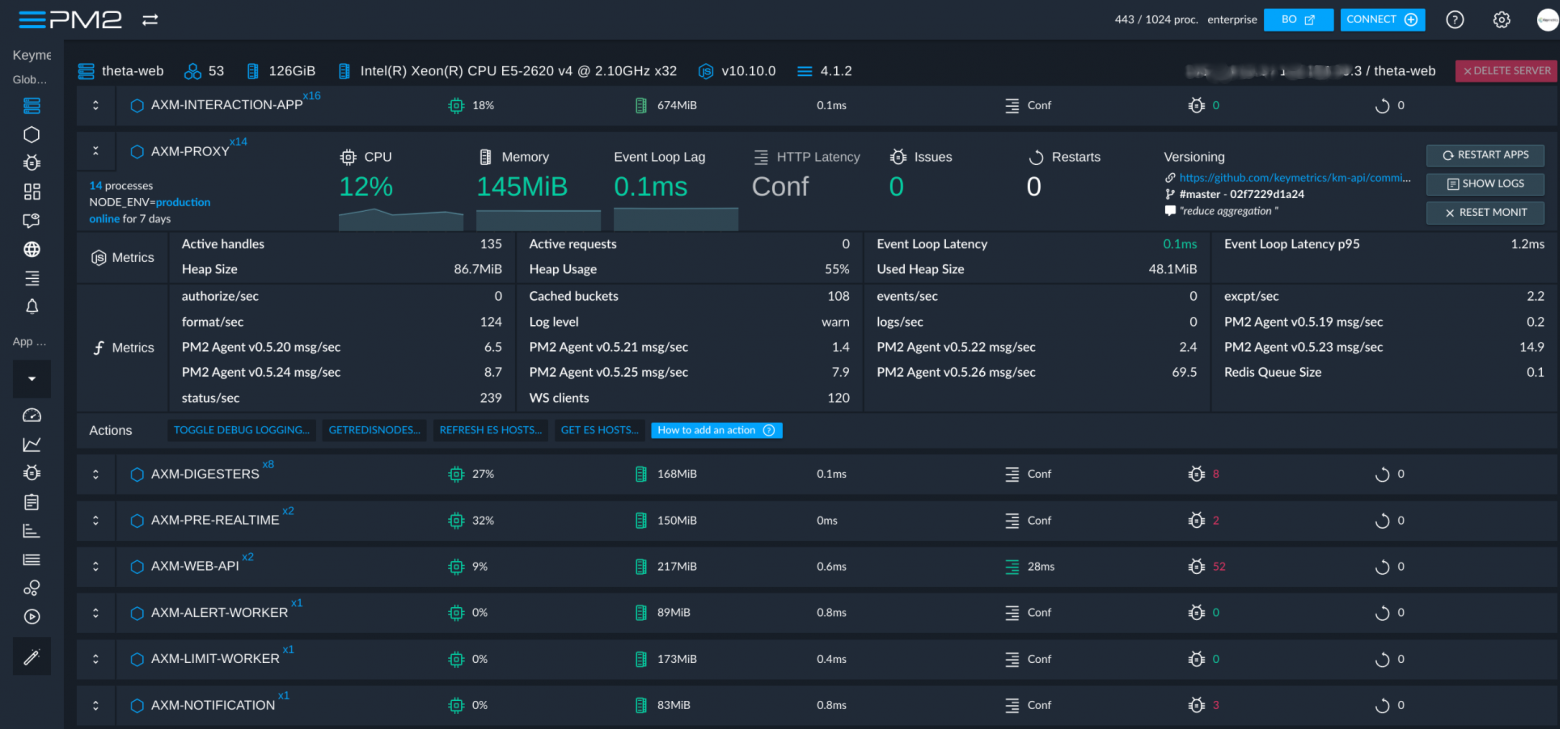 PM2
443 / 1024 proc. enterprise BO CONNECT
Keyme
Glob...
App ...
theta-web 53 126GiB Intel(R) Xeon(R) CPU E5-2620 v4 @ 2.10GHz x32 v10.10.0 4.1.2 .3 / theta-web DELETE SERVER
AXM-INTERACTION-APP x16 18% 674MiB 0.1ms Conf 0 0
AXM-PROXY x14
14 processes
NODE_ENV=production
online for 7 days
CPU
12%
Memory
145MiB
Event Loop Lag
0.1ms
HTTP Latency
Conf
Issues
0
Restarts
0
Versioning
https://github.com/keymetrics/km-api/commi...
#master - 02f7229d1a24
"reduce aggregation "
RESTART APPS
SHOW LOGS
RESET MONIT
Metrics
Active handles 135 Active requests 0 Event Loop Latency 0.1ms Event Loop Latency p95 1.2ms
Heap Size 86.7MiB Heap Usage 55% Used Heap Size 48.1MiB
Metrics
authorize/sec 0 Cached buckets 108 events/sec 0 excpt/sec 2.2
format/sec 124 Log level warn logs/sec 0 PM2 Agent v0.5.19 msg/sec 0.2
PM2 Agent v0.5.20 msg/sec 6.5 PM2 Agent v0.5.21 msg/sec 1.4 PM2 Agent v0.5.22 msg/sec 2.4 PM2 Agent v0.5.23 msg/sec 14.9
PM2 Agent v0.5.24 msg/sec 8.7 PM2 Agent v0.5.25 msg/sec 7.9 PM2 Agent v0.5.26 msg/sec 69.5 Redis Queue Size 0.1
status/sec 239 WS clients 120
Actions TOGGLE DEBUG LOGGING... GETREDISNODES... REFRESH ES HOSTS... GET ES HOSTS... How to add an action
AXM-DIGESTERS x8 27% 168MiB 0.1ms Conf 8 0
AXM-PRE-REALTIME x2 32% 150MiB 0ms Conf 2 0
AXM-WEB-API x2 9% 217MiB 0.6ms 28ms 52 0
AXM-ALERT-WORKER x1 0% 89MiB 0.8ms Conf 0 0
AXM-LIMIT-WORKER x1 0% 173MiB 0.4ms Conf 0 0
AXM-NOTIFICATION x1 0% 83MiB 0.8ms Conf 3 0